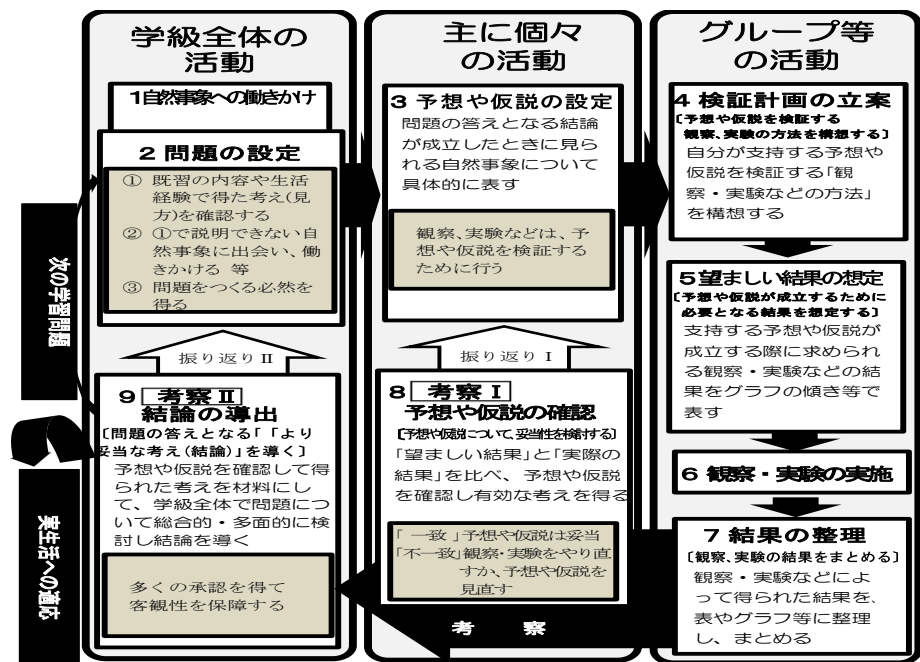 学級全体の
活動
1自然事象への働きかけ
2 問題の設定
① 既習の内容や生活
経験で得た考え(見
方)を確認する
② ①で説明できない自
然事象に出会い、働
きかける 等
③ 問題をつくる必然を
得る
振り返りⅡ
9 考察Ⅱ
結論の導出
〔問題の答えとなる「「より
妥当な考え(結論)」を導く〕
予想や仮説を確認して得
られた考えを材料にし
て、学級全体で問題につ
いて総合的・多面的に検
討し結論を導く
多くの承認を得て
客観性を保障する
次の学習問題
実生活への適応
主に個々
の活動
3 予想や仮説の設定
問題の答えとなる結論
が成立したときに見ら
れる自然事象について
具体的に表す
観察、実験などは、予
想や仮説を検証する
ために行う
振り返りⅠ
8 考察Ⅰ
予想や仮説の確認
〔予想や仮説について、妥当性を検討する〕
「望ましい結果」と「実際の
結果」を比べ、予想や仮説
を確認し有効な考えを得る
「 一致 」予想や仮説は妥当
「不一致」観察・実験をやり直
すか、予想や仮説を
見直す
考 察
グループ等
の活動
4 検証計画の立案
〔予想や仮説を検証する
観察、実験の方法を構想する〕
自分が支持する予想や
仮説を検証する「観
察・実験などの方法」
を構想する
5望ましい結果の想定
〔予想や仮説が成立するために
必要となる結果を想定する〕
支持する予想や仮説が
成立する際に求められ
る観察・実験などの結
果をグラフの傾き等で
表す
6 観察・実験の実施
7 結果の整理
〔観察、実験の結果をまとめる〕
観察・実験などによ
って得られた結果を、
表やグラフ等に整理
し、まとめる